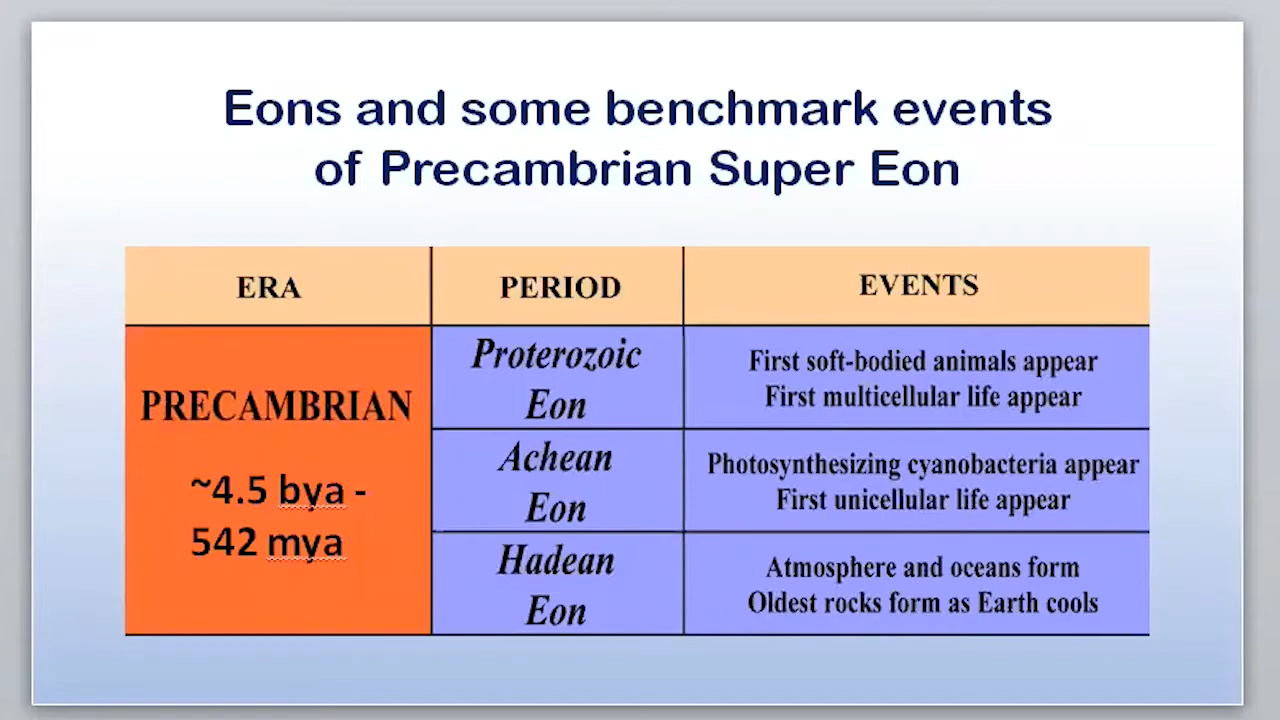 Eons and some benchmark events
of Precambrian Super Eon
ERA
PERIOD
EVENTS
PRECAMBRIAN
~4.5 bya -
542 mya
Proterozoic
Eon
First soft-bodied animals appear
First multicellular life appear
Achean
Eon
Photosynthesizing cyanobacteria appear
First unicellular life appear
Hadean
Eon
Atmosphere and oceans form
Oldest rocks form as Earth cools